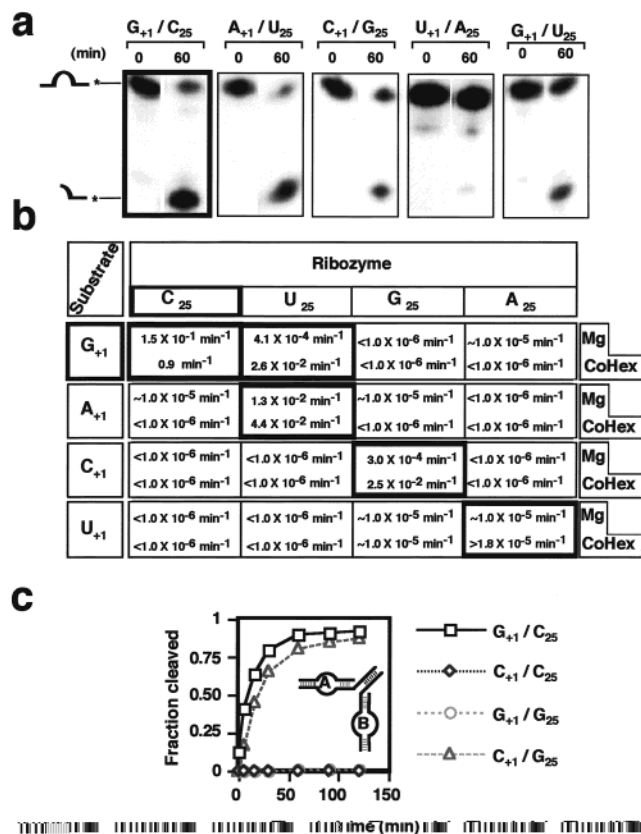 a
G+1/C25 A+1/U25 C+1/G25 U+1/A25 G+1/U25
(min) 0 60 0 60 0 60 0 60 0 60
*
*
b
Substrate
Ribozyme
C25 U25 G25 A25
G+1
1.5 X 10-1 min-1 4.1 X 10-4 min-1 <1.0 X 10-6 min-1 ~1.0 X 10-5 min-1 Mg
0.9 min-1 2.6 X 10-2 min-1 <1.0 X 10-6 min-1 <1.0 X 10-6 min-1 CoHex
A+1
~1.0 X 10-5 min-1 1.3 X 10-2 min-1 ~1.0 X 10-5 min-1 <1.0 X 10-6 min-1 Mg
<1.0 X 10-6 min-1 4.4 X 10-2 min-1 <1.0 X 10-6 min-1 <1.0 X 10-6 min-1 CoHex
C+1
<1.0 X 10-6 min-1 <1.0 X 10-6 min-1 3.0 X 10-4 min-1 <1.0 X 10-6 min-1 Mg
<1.0 X 10-6 min-1 <1.0 X 10-6 min-1 2.5 X 10-2 min-1 <1.0 X 10-6 min-1 CoHex
U+1
<1.0 X 10-6 min-1 <1.0 X 10-6 min-1 ~1.0 X 10-5 min-1 ~1.0 X 10-5 min-1 Mg
<1.0 X 10-6 min-1 <1.0 X 10-6 min-1 ~1.0 X 10-5 min-1 >1.8 X 10-5 min-1 CoHex
c
Fraction cleaved
1
0.75
0.50
0.25
0
0 50 100 150
A
B
G+1/C25
C+1/C25
G+1/G25
C+1/G25
(min)